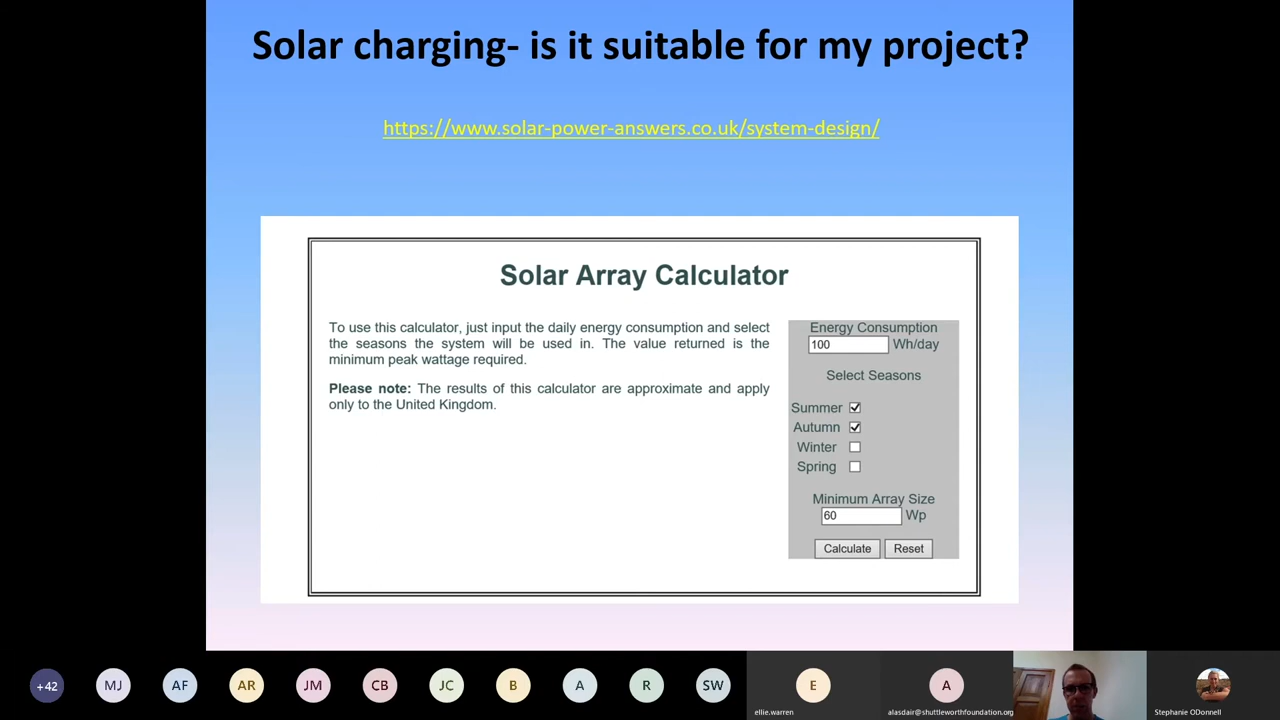 Solar charging- is it suitable for my project?
https://www.solar-power-answers.co.uk/system-design/
Solar Array Calculator
To use this calculator, just input the daily energy consumption and select
the seasons the system will be used in. The value returned is the
minimum peak wattage required.
Please note: The results of this calculator are approximate and apply
only to the United Kingdom.
Energy Consumption
100 Wh/day
Select Seasons
Summer
Autumn
Winter
Spring
Minimum Array Size
60 Wp
Calculate Reset
+42 MJ AF AR JM CB JC B A R SW E A
ellie.warren alasdair@shuttleworthfoundation.org Stephanie ODonnell